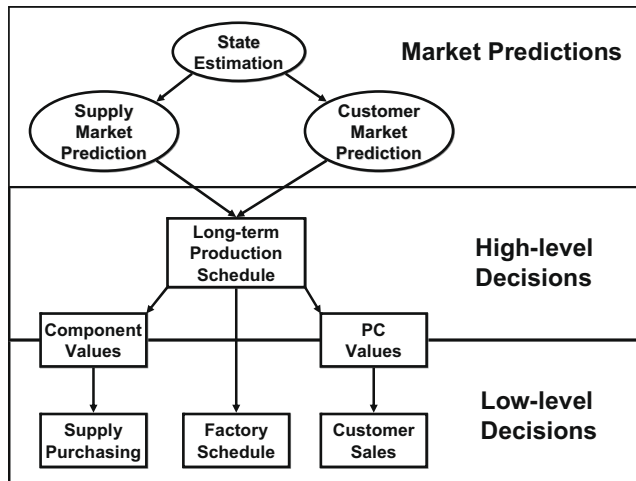 State
Estimation
Market Predictions
Supply
Market
Prediction
Customer
Market
Prediction
Long-term
Production
Schedule
High-level
Decisions
Component
Values
PC
Values
Low-level
Decisions
Supply
Purchasing
Factory
Schedule
Customer
Sales